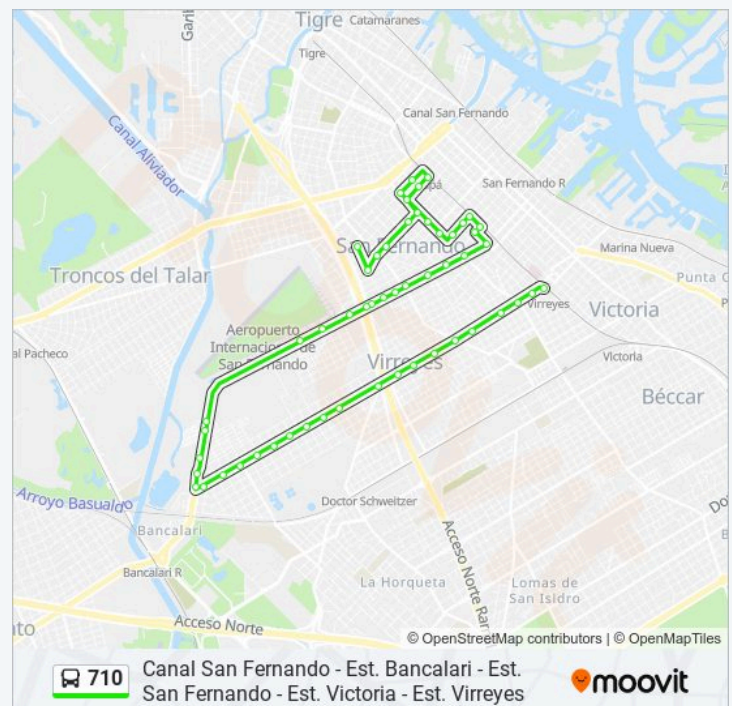 Tigre
Catamaranes
Tigre
Canal San Fernando
Canal Aliviador
San Fernando R
San Fernando
Marina Nueva
Troncos del Talar
Punta
Aeropuerto
Internacional de
San Fernando
Virreyes
Victoria
al Pacheco
Virreyes
Victoria
Béccar
Arroyo Basualdo
Doctor Schweitzer
Bancalari
Acceso Norte Ram
Bancalari R
La Horqueta
Lomas de
San Isidro
Acceso Norte
© OpenStreetMap contributors | © OpenMapTiles
710
Canal San Fernando - Est. Bancalari - Est.
San Fernando - Est. Victoria - Est. Virreyes
moovit